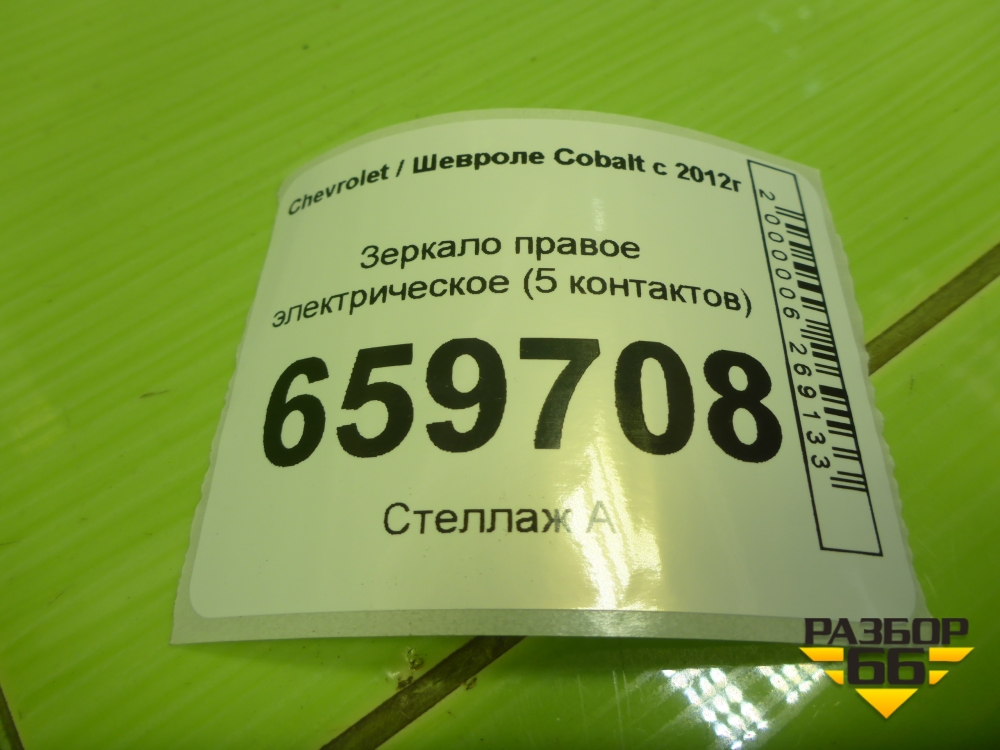 Chevrolet / Шевроле Cobalt с 2012г
Зеркало правое
электрическое (5 контактов)
659708
Стеллаж А
2000006269133
РАЗБОР
66